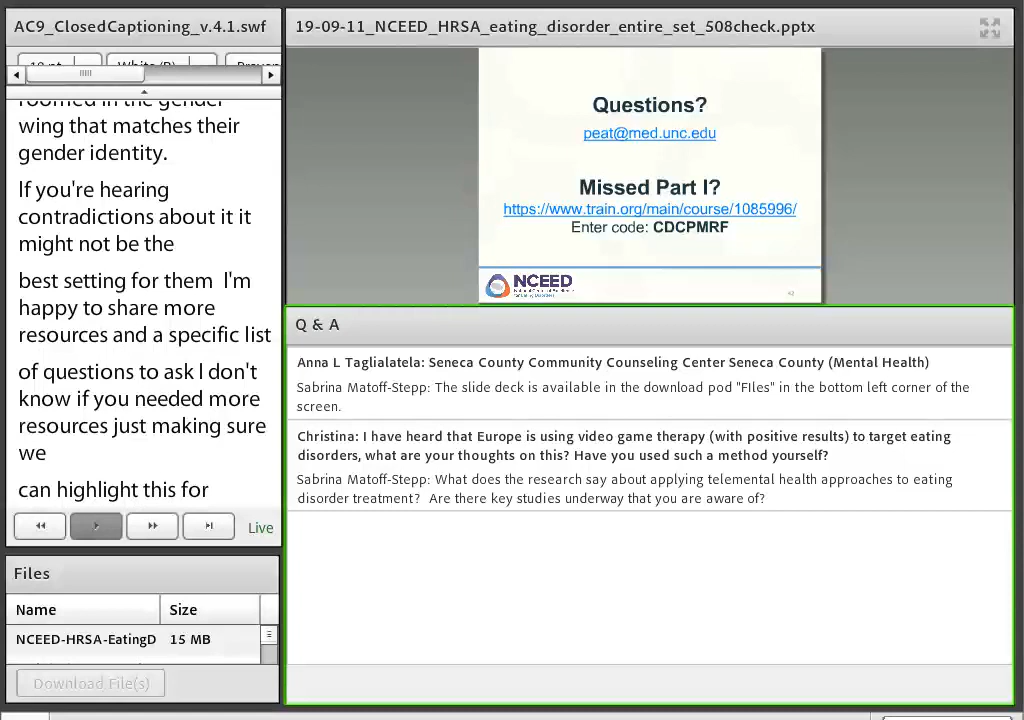 AC9_ClosedCaptioning_v.4.1.swf
wing that matches their
gender identity.
If you're hearing
contradictions about it it
might not be the
best setting for them  I'm
happy to share more
resources and a specific list
of questions to ask I don't
know if you needed more
resources just making sure
we
can highlight this for
Live
Files
Name Size
NCEED-HRSA-EatingD 15 MB
Download File(s)
19-09-11_NCEED_HRSA_eating_disorder_entire_set_508check.pptx
Questions?
peat@med.unc.edu
Missed Part I?
https://www.train.org/main/course/1085996/
Enter code: CDCPMRF
NCEED
Q & A
Anna L Taglialatela: Seneca County Community Counseling Center Seneca County (Mental Health)
Sabrina Matoff-Stepp: The slide deck is available in the download pod "FIles" in the bottom left corner of the
screen.
Christina: I have heard that Europe is using video game therapy (with positive results) to target eating
disorders, what are your thoughts on this? Have you used such a method yourself?
Sabrina Matoff-Stepp: What does the research say about applying telemental health approaches to eating
disorder treatment?  Are there key studies underway that you are aware of?